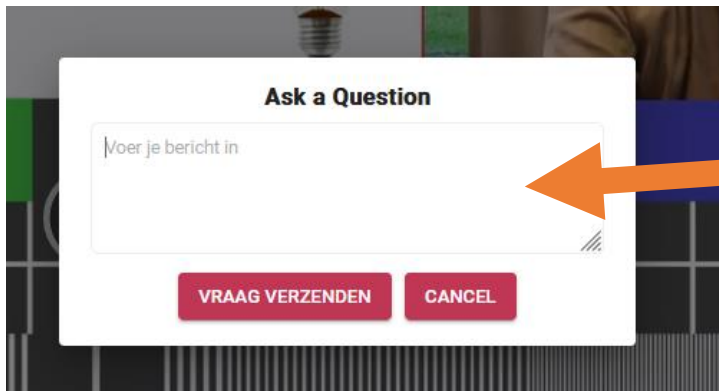 Ask a Question
Voer je bericht in
VRAAG VERZENDEN CANCEL